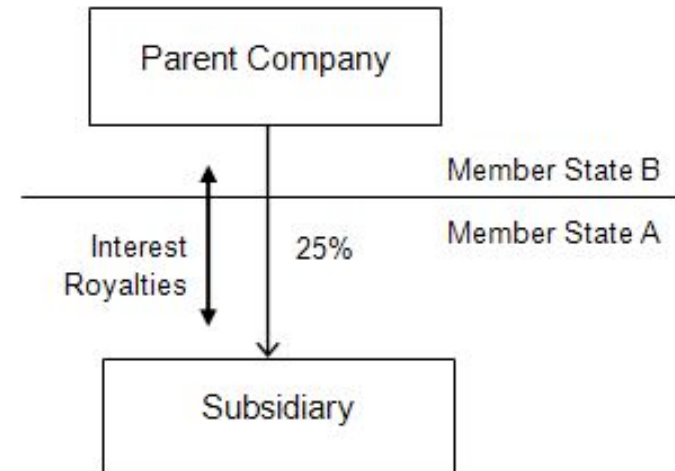 Parent Company
Member State B
Member State A
Interest
Royalties
25%
Subsidiary